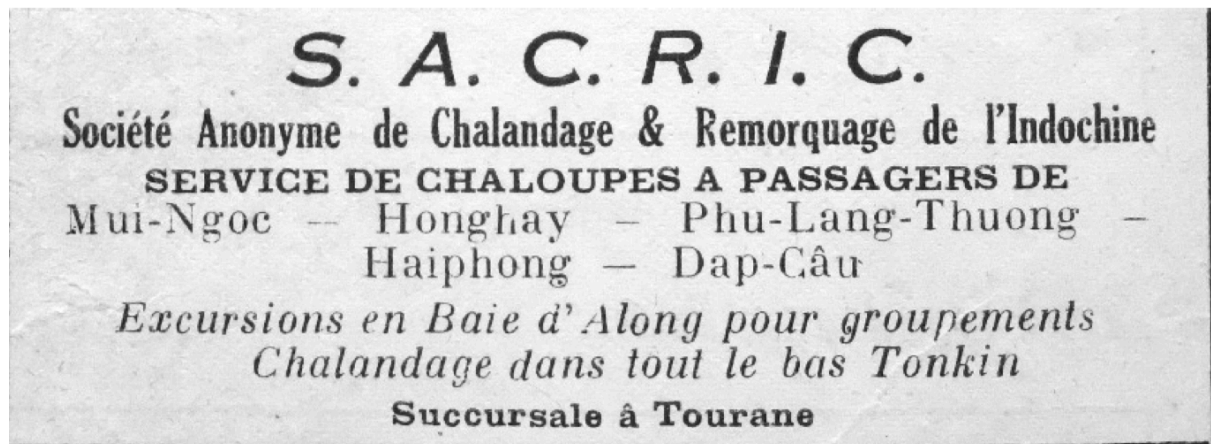 S. A. C. R. I. C.
Société Anonyme de Chalandage & Remorquage de l'Indochine
SERVICE DE CHALOUPES A PASSAGERS DE
Mui-Ngoc — Honghay — Phu-Lang-Thuong —
Haiphong — Dap-Câu
Excursions en Baie d'Along pour groupements
Chalandage dans tout le bas Tonkin
Succursale â Tourane